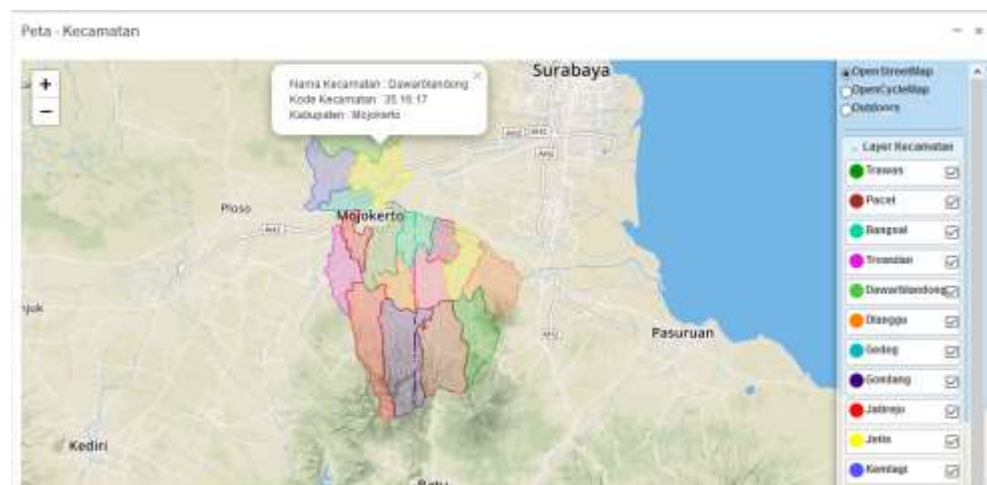 Peta - Kecamatan
Nama Kecamatan : Dawarblandong
Kode Kecamatan : 35.16.17
Kabupaten : Mojokerto
Surabaya
Ploso
Mojokerto
Pasuruan
Kediri
Batu
OpenStreetMap
OpenCycleMap
Outdoors
Layer Kecamatan
Trawas
Pacet
Bangsal
Trowulan
Dawarblandong
Dlanggu
Gedeg
Gondang
Jatirejo
Jetis
Kemlagi